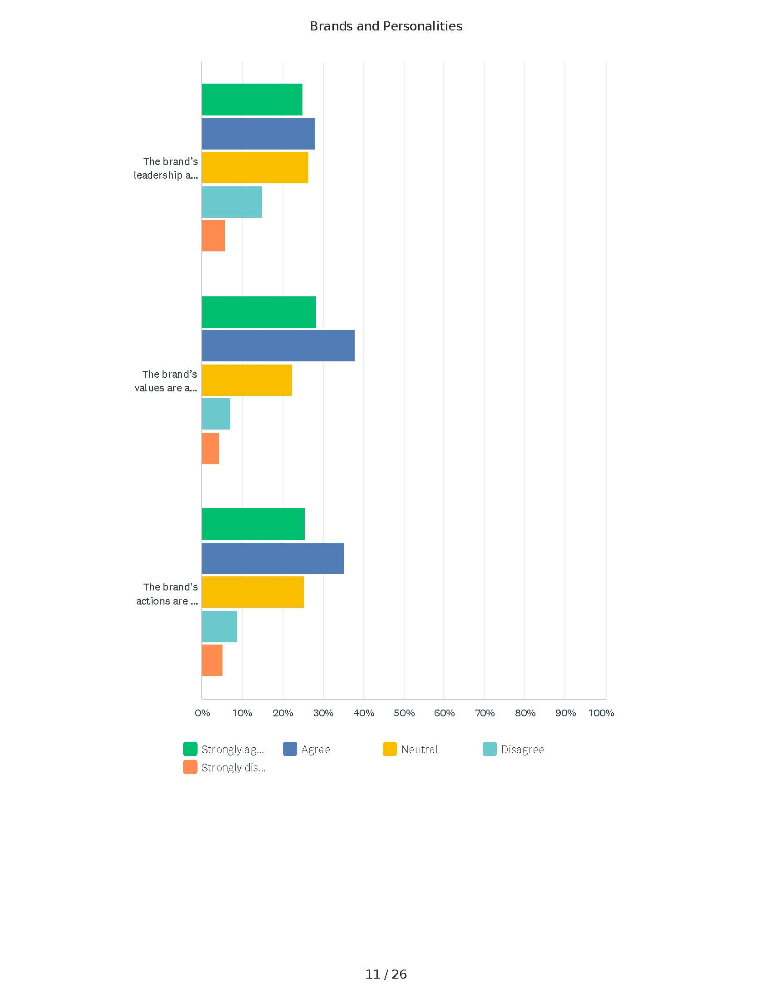 Brands and Personalities
The brand’s
leadership a...
The brand’s
values are a...
The brand's
actions are ...
0% 10% 20% 30% 40% 50% 60% 70% 80% 90% 100%
Strongly ag... Agree Neutral Disagree
Strongly dis...
11 / 26